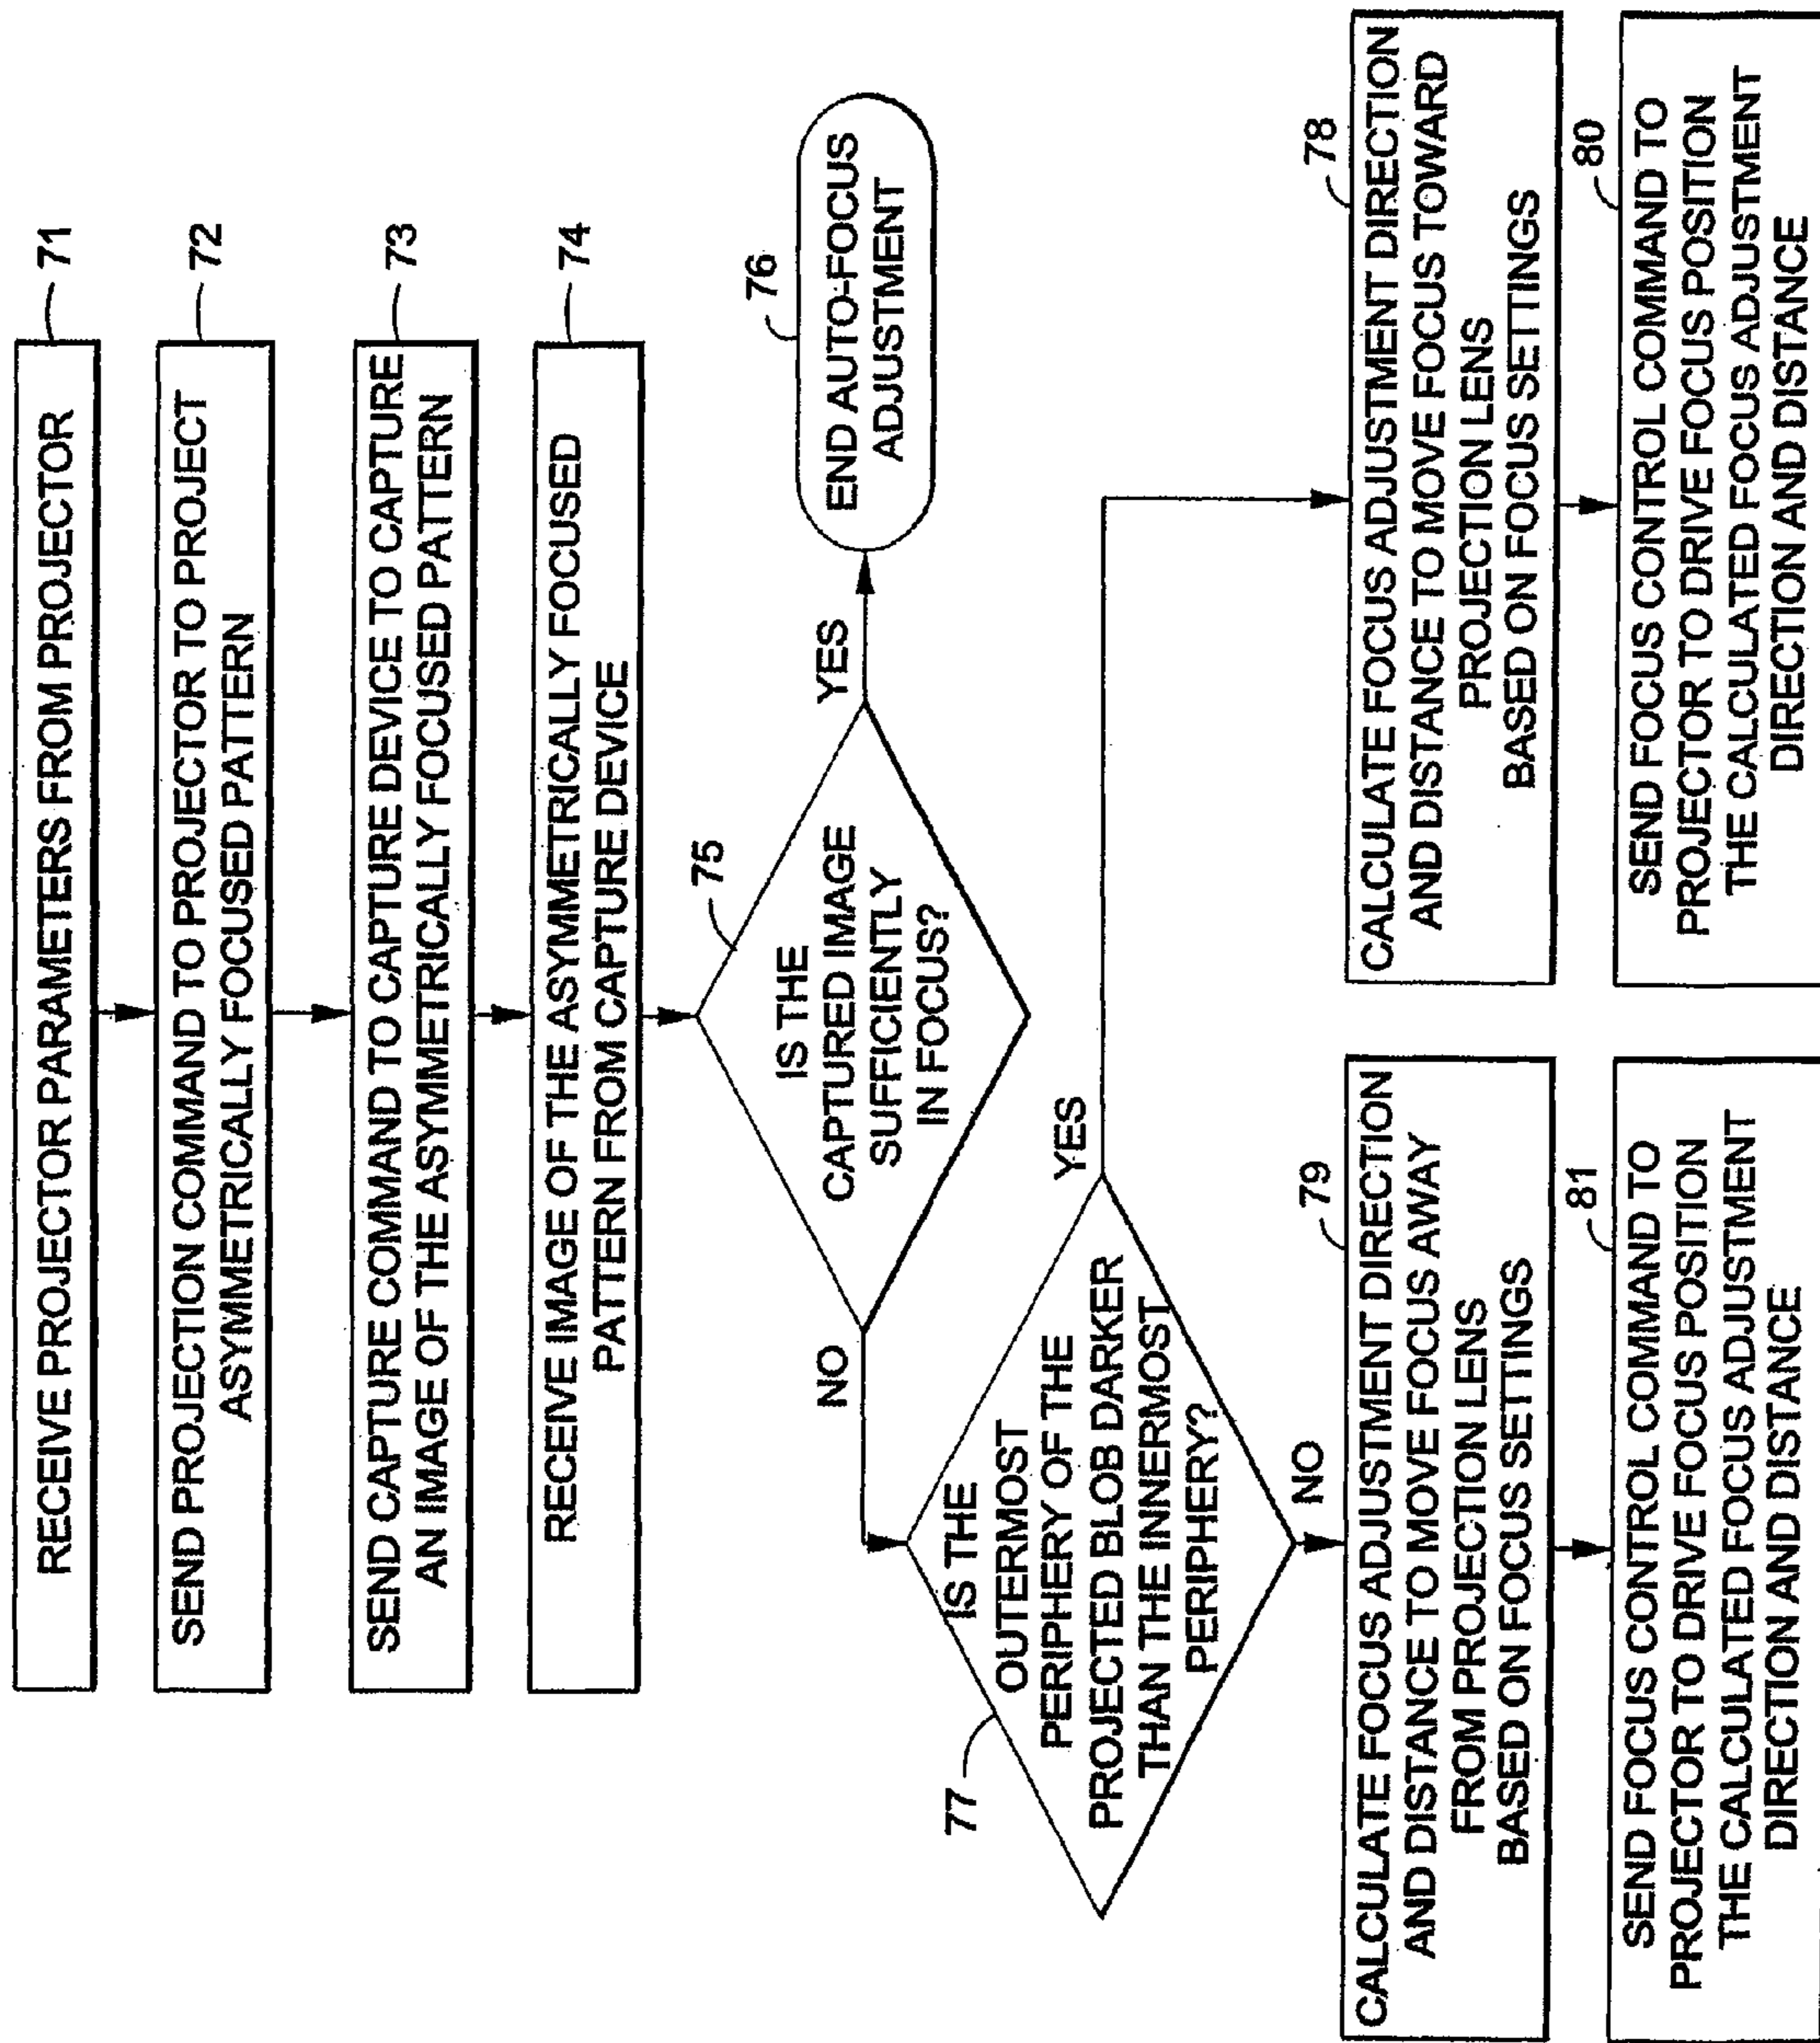 RECEIVE PROJECTOR PARAMETERS FROM PROJECTOR
71
SEND PROJECTION COMMAND TO PROJECTOR TO PROJECT
ASYMMETRICALLY FOCUSED PATTERN
72
SEND CAPTURE COMMAND TO CAPTURE DEVICE TO CAPTURE
AN IMAGE OF THE ASYMMETRICALLY FOCUSED PATTERN
73
RECEIVE IMAGE OF THE ASYMMETRICALLY FOCUSED
PATTERN FROM CAPTURE DEVICE
74
75
IS THE
CAPTURED IMAGE
SUFFICIENTLY
IN FOCUS?
YES
76
END AUTO-FOCUS
ADJUSTMENT
NO
77
IS THE
OUTERMOST
PERIPHERY OF THE
PROJECTED BLOB DARKER
THAN THE INNERMOST
PERIPHERY?
YES
NO
79
CALCULATE FOCUS ADJUSTMENT DIRECTION
AND DISTANCE TO MOVE FOCUS AWAY
FROM PROJECTION LENS
BASED ON FOCUS SETTINGS
78
CALCULATE FOCUS ADJUSTMENT DIRECTION
AND DISTANCE TO MOVE FOCUS TOWARD
PROJECTION LENS
BASED ON FOCUS SETTINGS
81
SEND FOCUS CONTROL COMMAND TO
PROJECTOR TO DRIVE FOCUS POSITION
THE CALCULATED FOCUS ADJUSTMENT
DIRECTION AND DISTANCE
80
SEND FOCUS CONTROL COMMAND TO
PROJECTOR TO DRIVE FOCUS POSITION
THE CALCULATED FOCUS ADJUSTMENT
DIRECTION AND DISTANCE